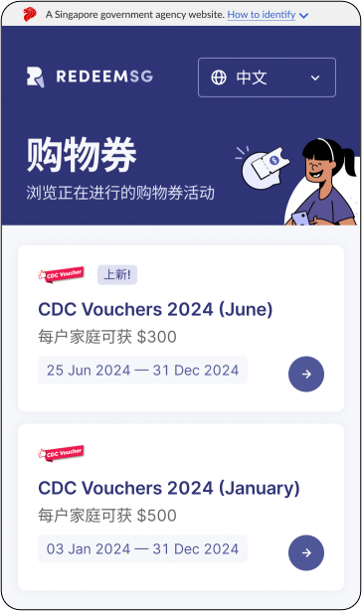 A Singapore government agency website. How to identify
REDEEMSG
中文
购物券
浏览正在进行的购物券活动
CDC Voucher
上新!
CDC Vouchers 2024 (June)
每户家庭可获 $300
25 Jun 2024 — 31 Dec 2024
CDC Voucher
CDC Vouchers 2024 (January)
每户家庭可获 $500
03 Jan 2024 — 31 Dec 2024